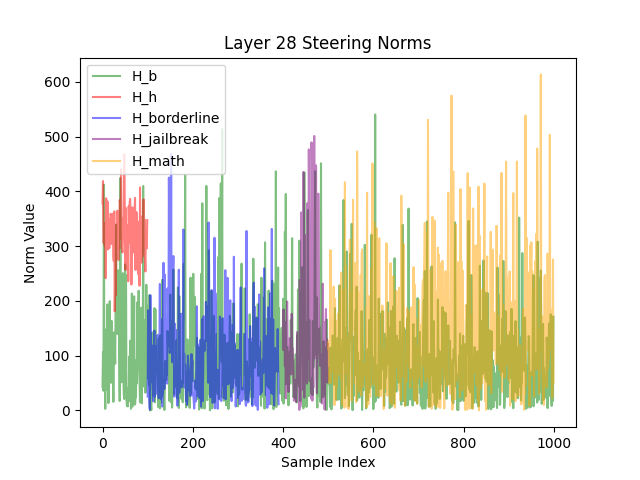 Layer 28 Steering Norms
H_b
H_h
H_borderline
H_jailbreak
H_math
Norm Value
600
500
400
300
200
100
0
0
200
400
600
800
1000
Sample Index